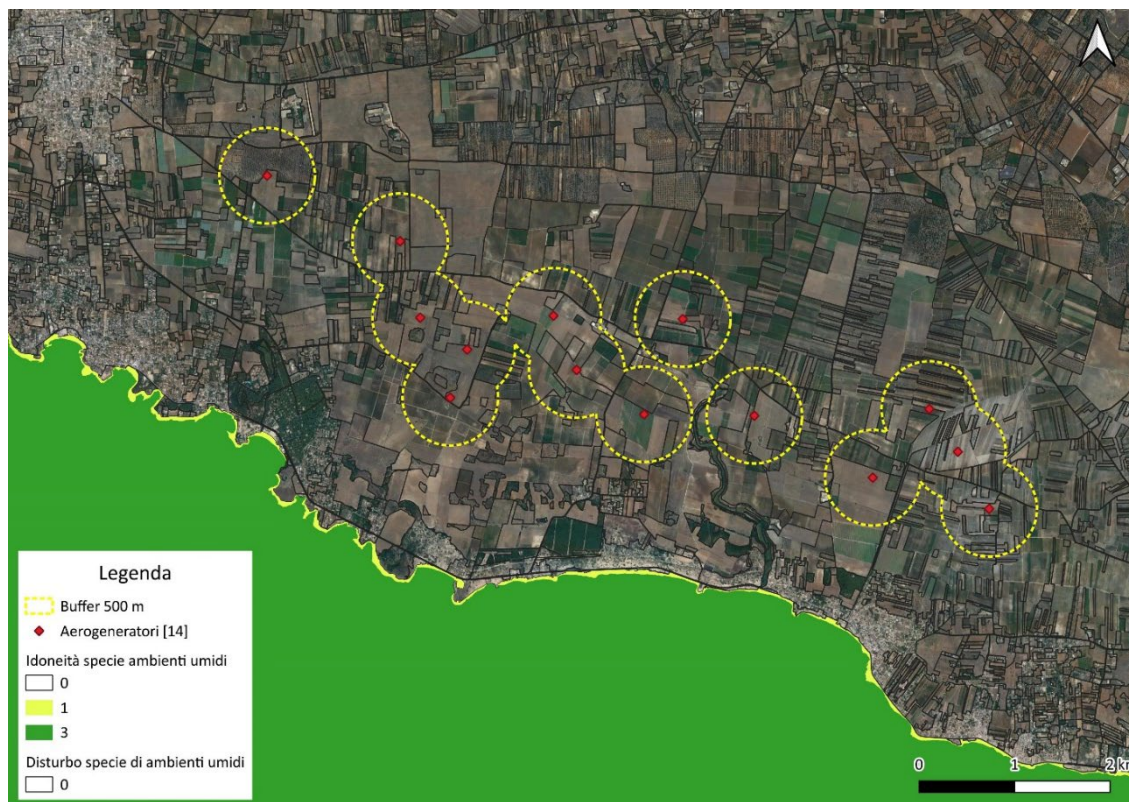 Legenda
Buffer 500 m
Aerogeneratori [14]
Idoneità specie ambienti umidi
0
1
3
Disturbo specie di ambienti umidi
0
0 1 2 km